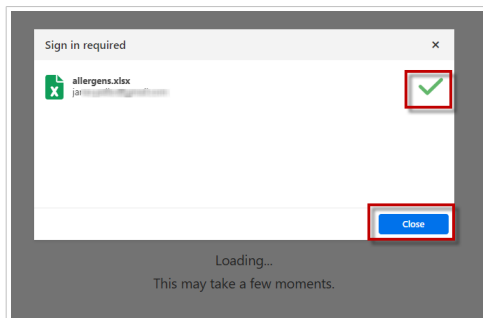 Sign in required
allergens.xlsx
Close
Loading...
This may take a few moments.